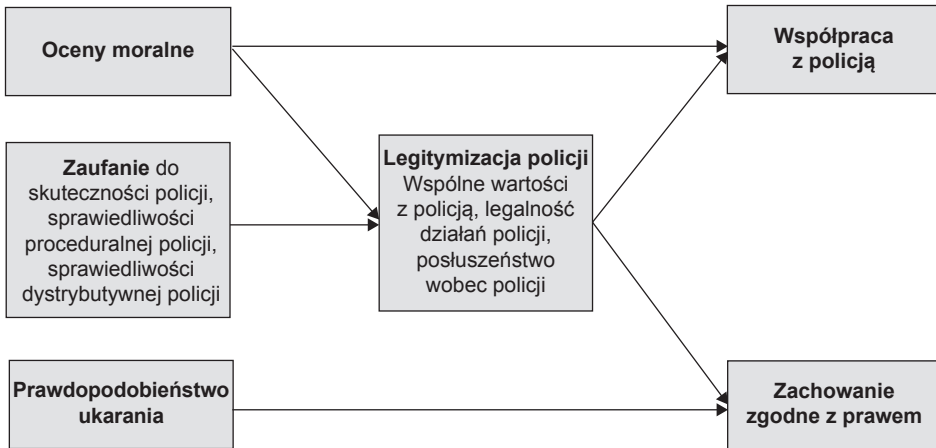 Oceny moralne
Współpraca
z policją
Zaufanie do
skuteczności policji,
sprawiedliwości
proceduralnej policji,
sprawiedliwości
dystrybutywnej policji
Legitymizacja policji
Wspólne wartości
z policją, legalność
działań policji,
posłuszeństwo
wobec policji
Prawdopodobieństwo
ukarania
Zachowanie
zgodne z prawem